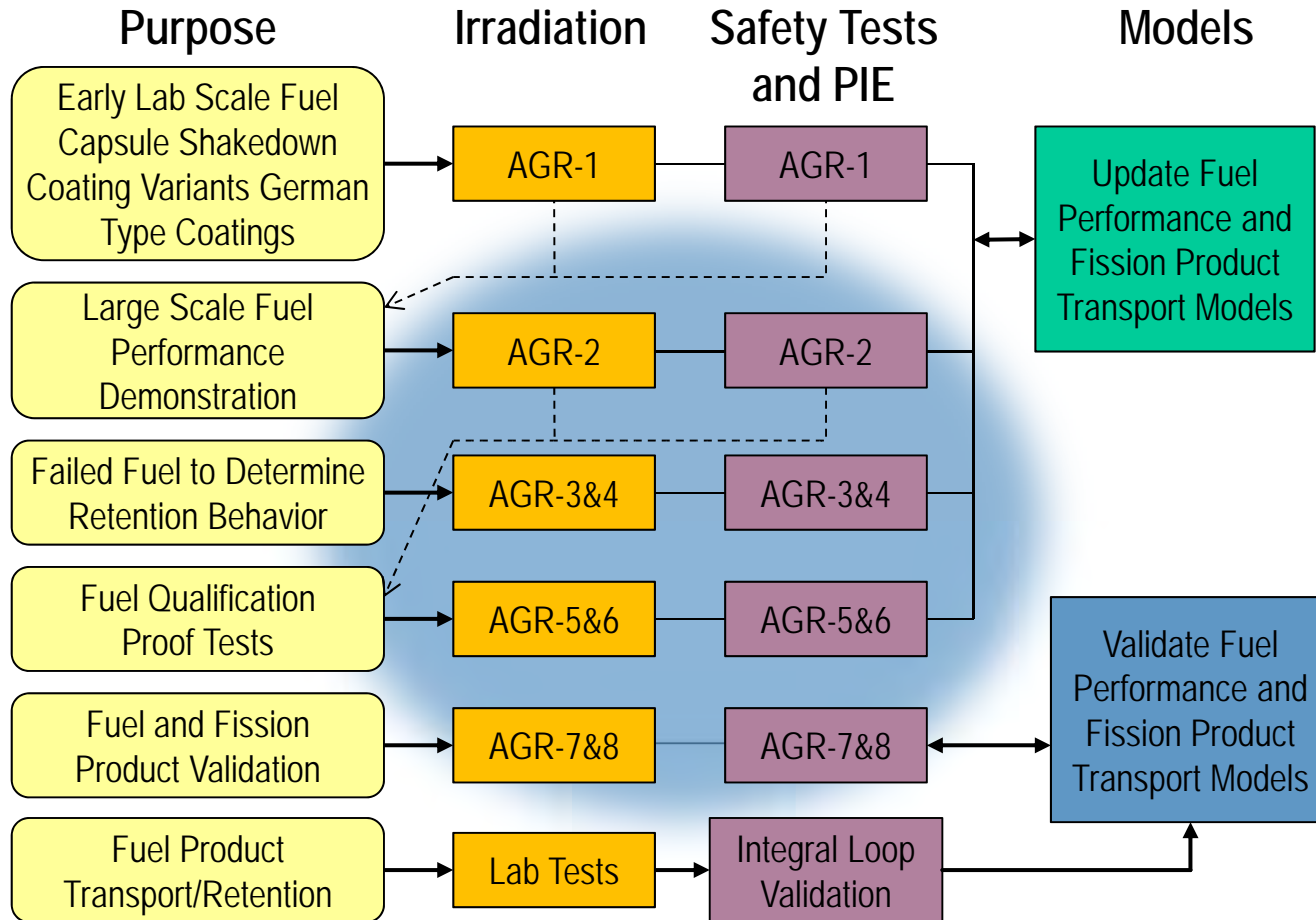 Purpose
Irradiation
Safety Tests
and PIE
Models
Early Lab Scale Fuel
Capsule Shakedown
Coating Variants German
Type Coatings
AGR-1
AGR-1
Update Fuel
Performance and
Fission Product
Transport Models
Large Scale Fuel
Performance
Demonstration
AGR-2
AGR-2
Failed Fuel to Determine
Retention Behavior
AGR-3&4
AGR-3&4
Fuel Qualification
Proof Tests
AGR-5&6
AGR-5&6
Validate Fuel
Performance and
Fission Product
Transport Models
Fuel and Fission
Product Validation
AGR-7&8
AGR-7&8
Fuel Product
Transport/Retention
Lab Tests
Integral Loop
Validation